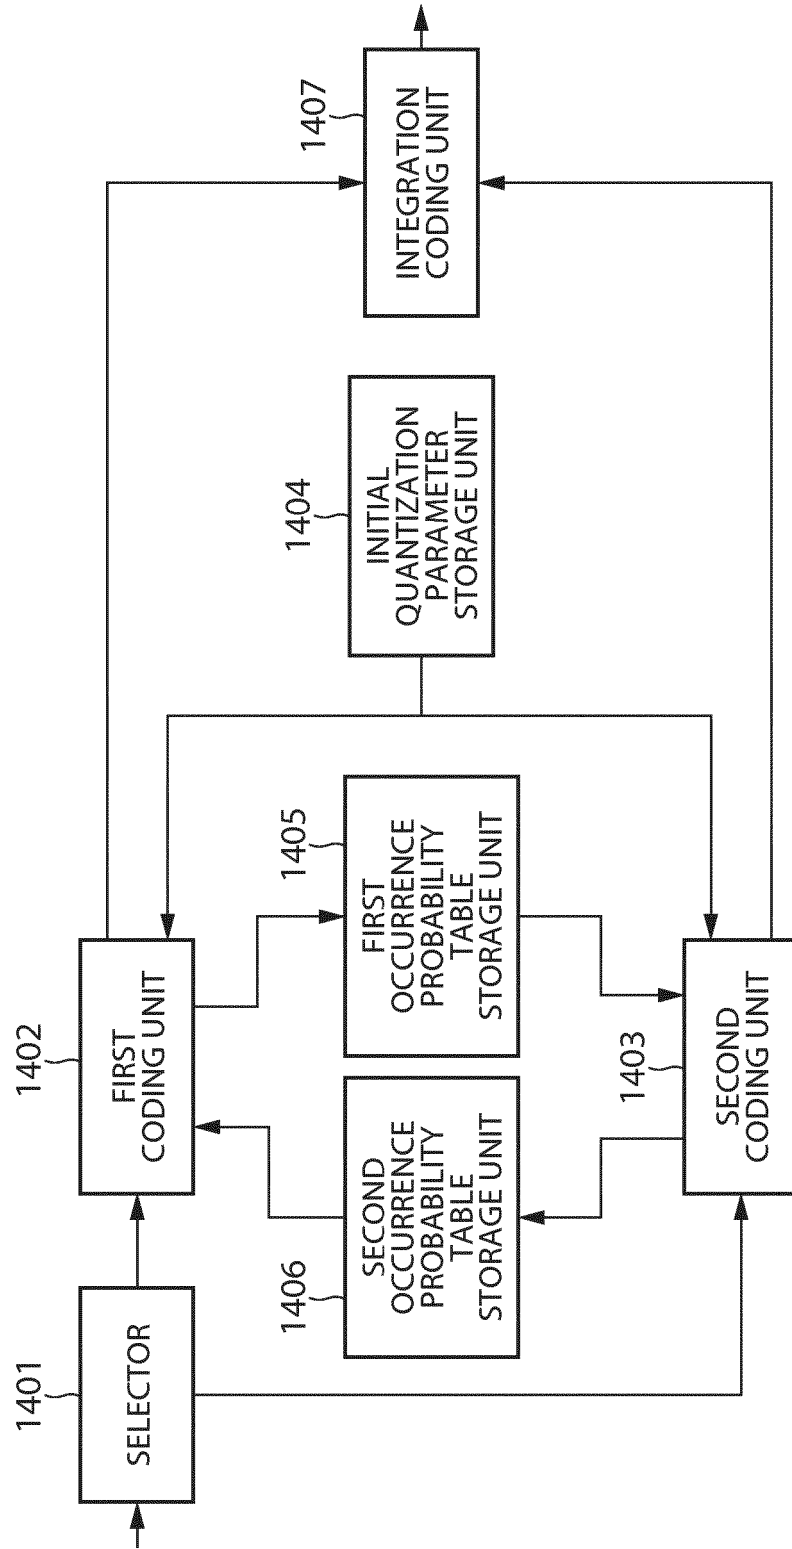 1401
SELECTOR
1402
FIRST
CODING UNIT
1406
SECOND
OCCURRENCE
PROBABILITY
TABLE
STORAGE UNIT
1403
SECOND
CODING UNIT
1405
FIRST
OCCURRENCE
PROBABILITY
TABLE
STORAGE UNIT
1404
INITIAL
QUANTIZATION
PARAMETER
STORAGE UNIT
1407
INTEGRATION
CODING UNIT